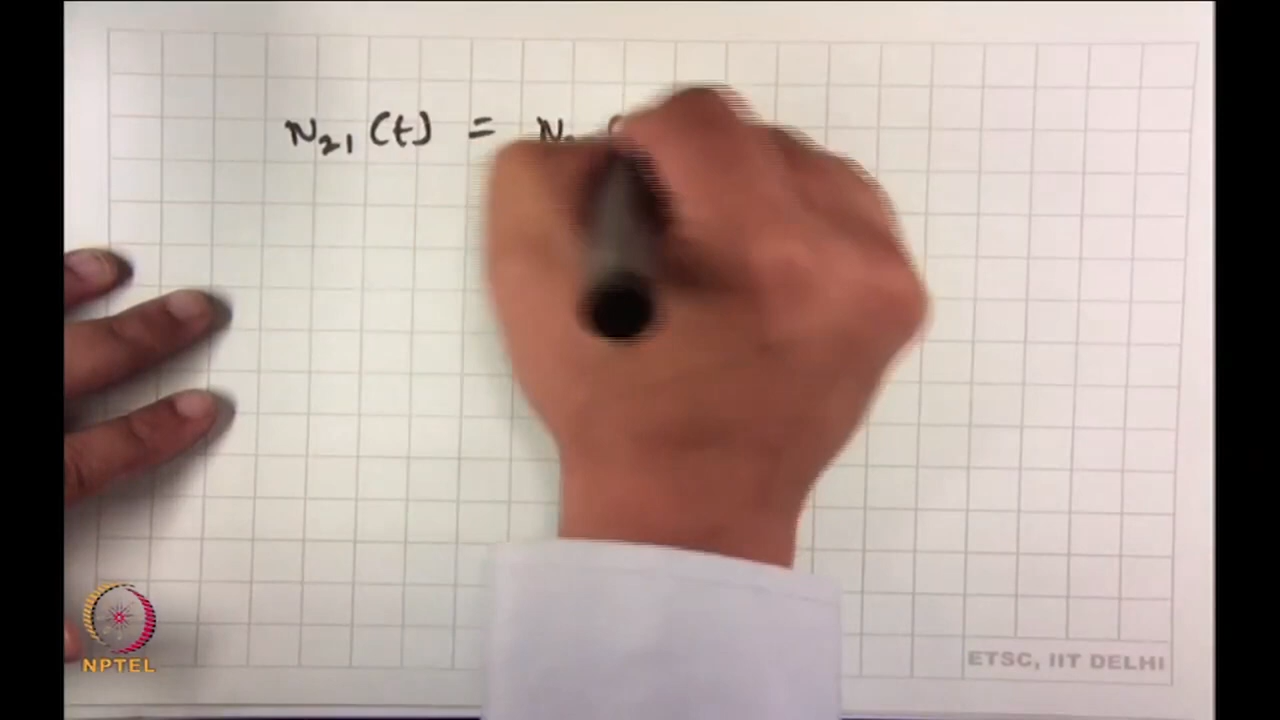 N₂₁ (t) = N
NPTEL
ETSC, IIT DELHI